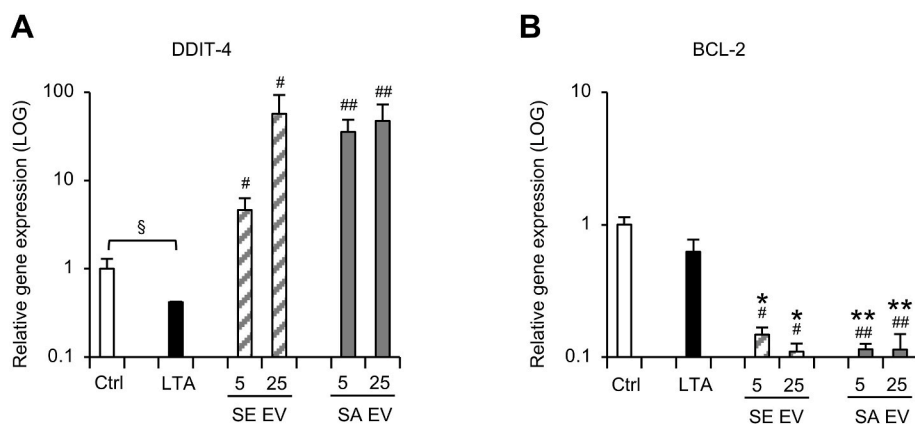 A
DDIT-4
Relative gene expression (LOG)
100
10
1
0.1
§
#
#
##
##
Ctrl
LTA
5
25
5
25
SE EV
SA EV
B
BCL-2
Relative gene expression (LOG)
10
1
0.1
*
#
*
#
**
##
**
##
Ctrl
LTA
5
25
5
25
SE EV
SA EV